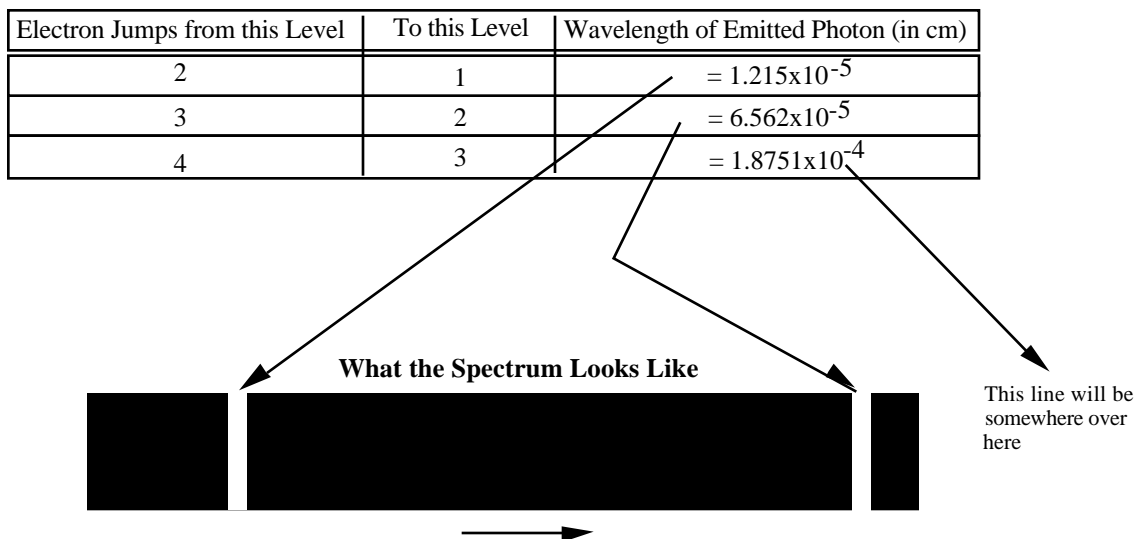 Electron Jumps from this Level To this Level Wavelength of Emitted Photon (in cm)
2 1 = 1.215x10-5
3 2 = 6.562x10-5
4 3 = 1.8751x10-4
What the Spectrum Looks Like
This line will be
somewhere over
here